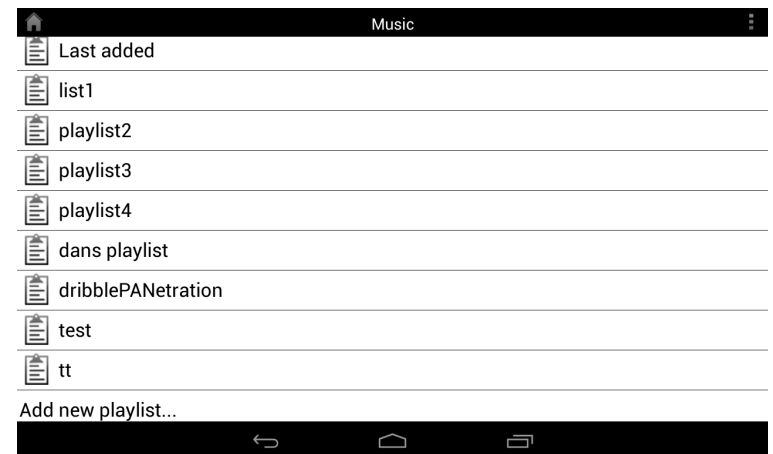 Music
Last added
list1
playlist2
playlist3
playlist4
dans playlist
dribblePANetration
test
tt
Add new playlist...